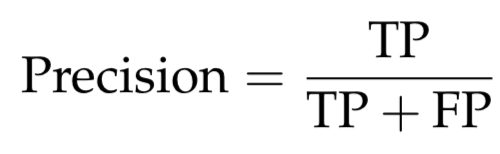 Precision = TP / (TP + FP)